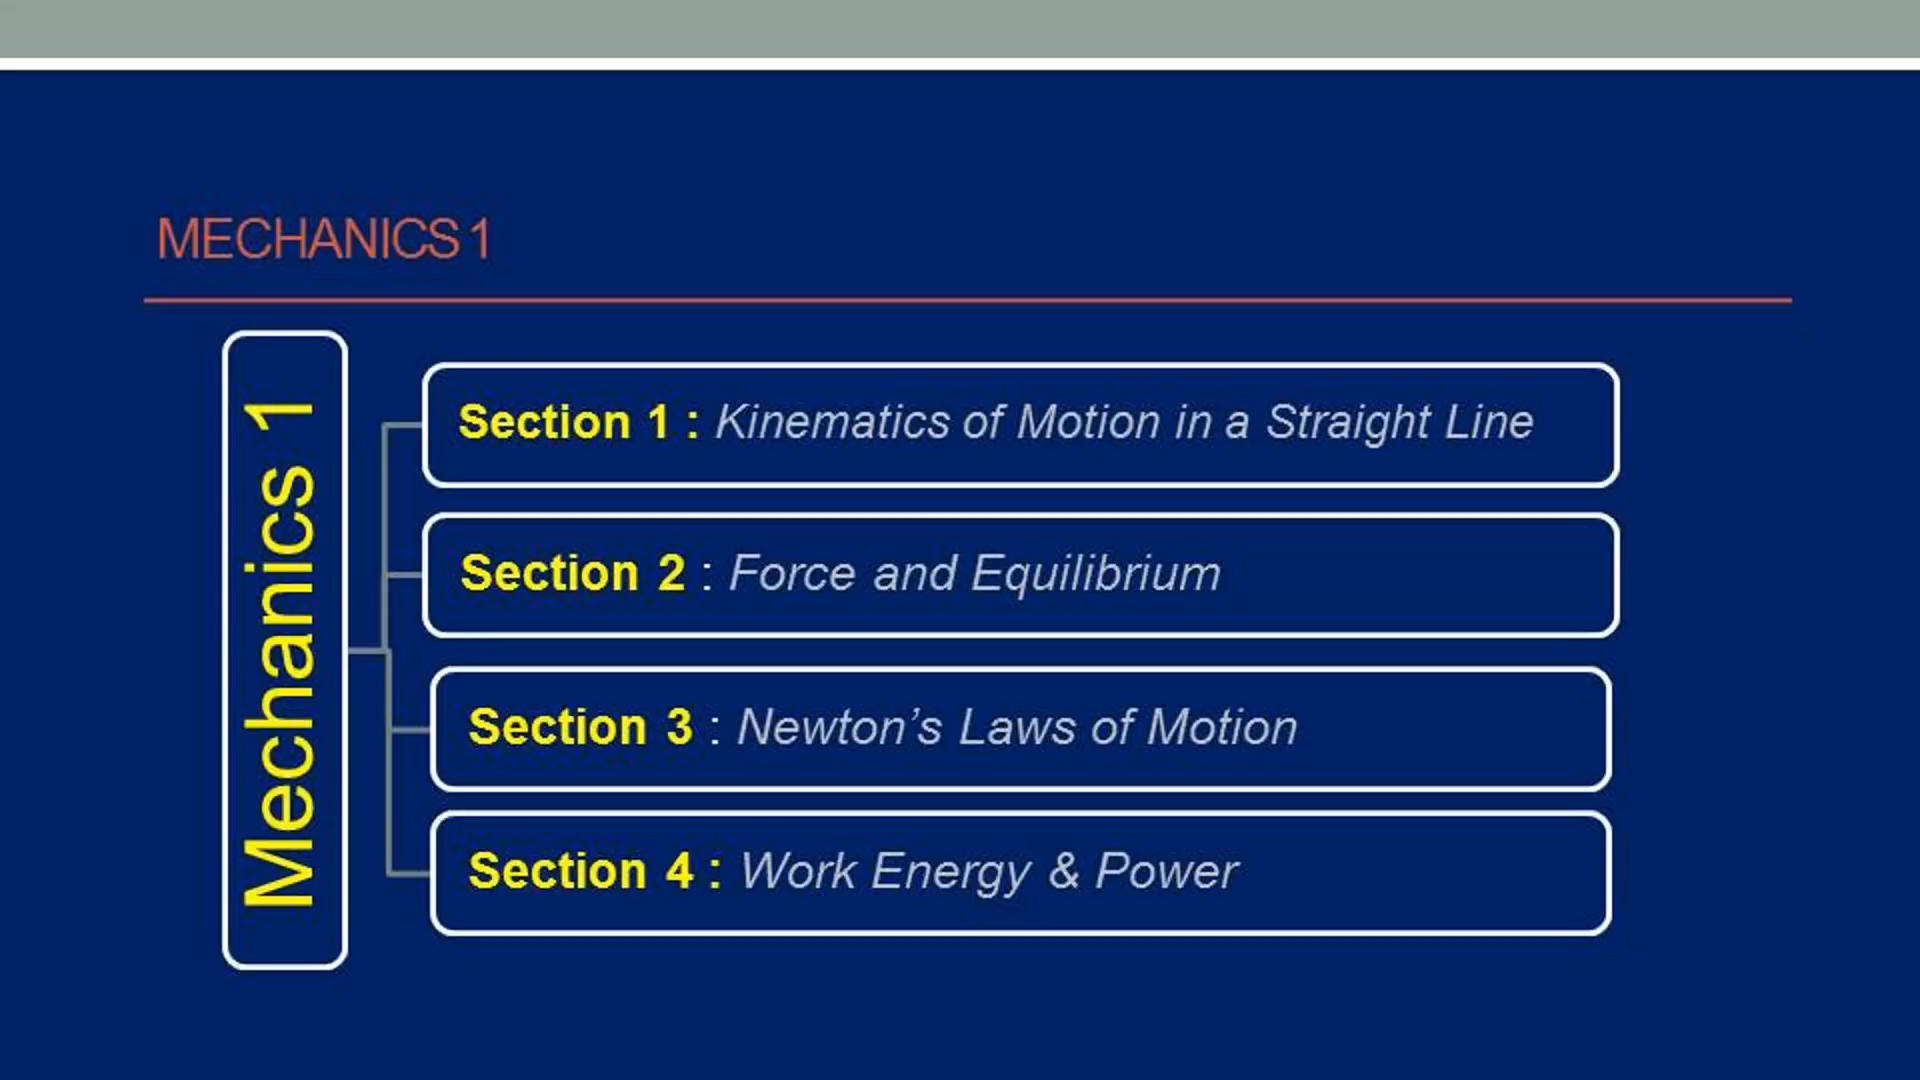 MECHANICS 1
Mechanics 1
Section 1 : Kinematics of Motion in a Straight Line
Section 2 : Force and Equilibrium
Section 3 : Newton’s Laws of Motion
Section 4 : Work Energy & Power